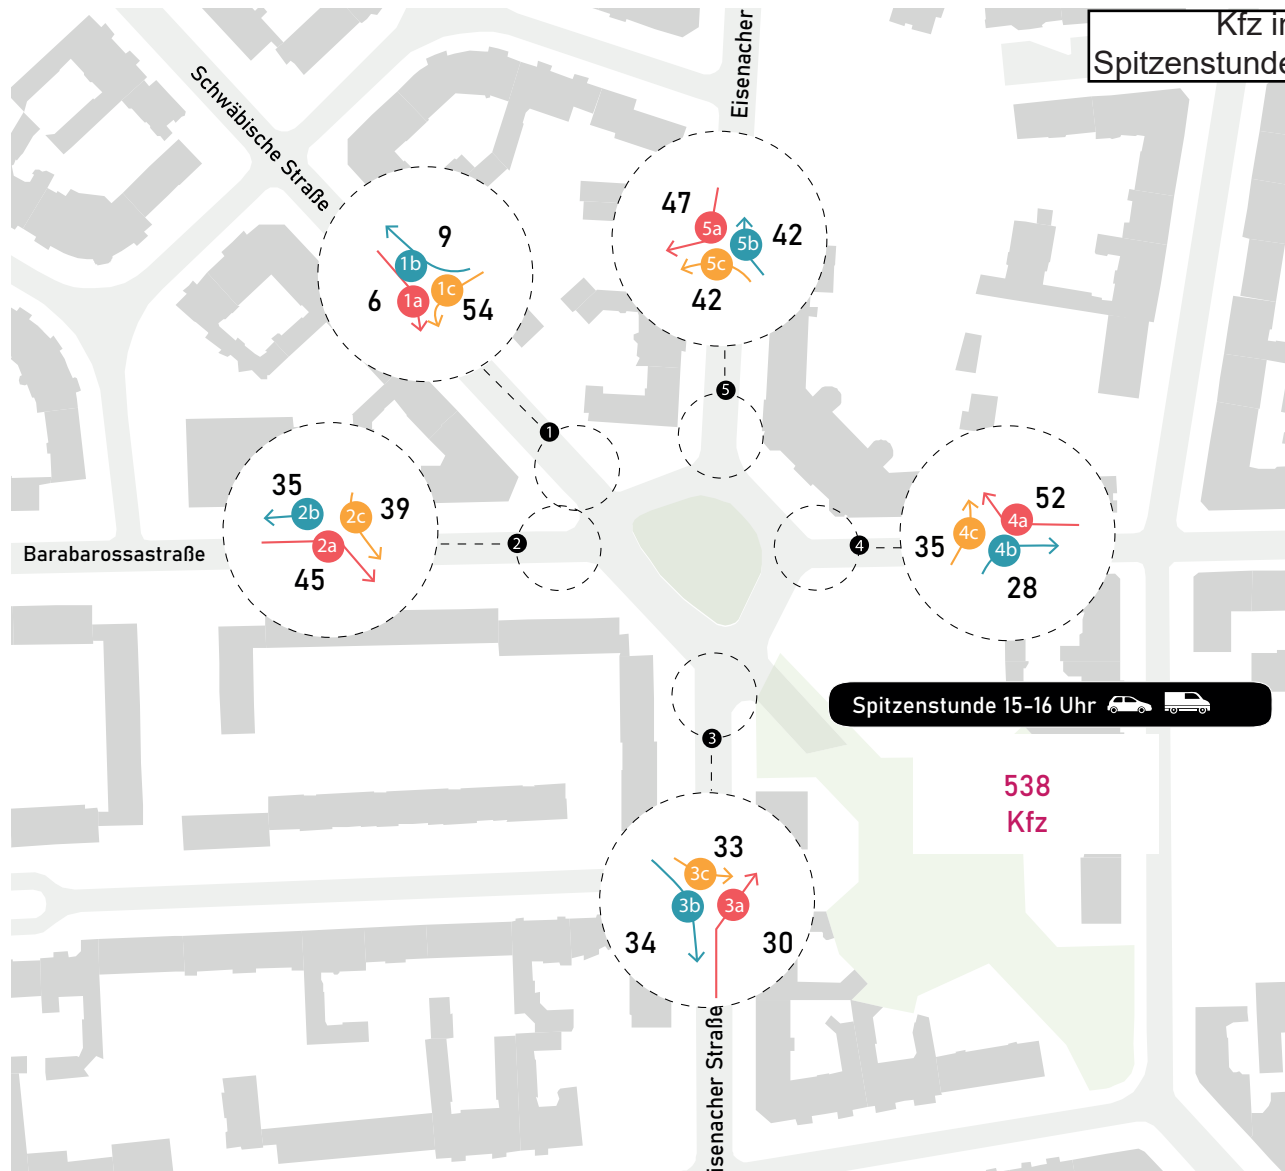 Kfz in
Spitzenstunde
Eisenacher
Schwäbische Straße
47
5a
5b
42
5c
42
9
1b
1c
6
1a
54
5
1
35
2b
2c
39
2a
45
52
4a
4c
35
4b
28
Barabarossastraße
2
4
Spitzenstunde 15-16 Uhr
3
538
Kfz
33
3c
3b
3a
34
30
isenacher Straße